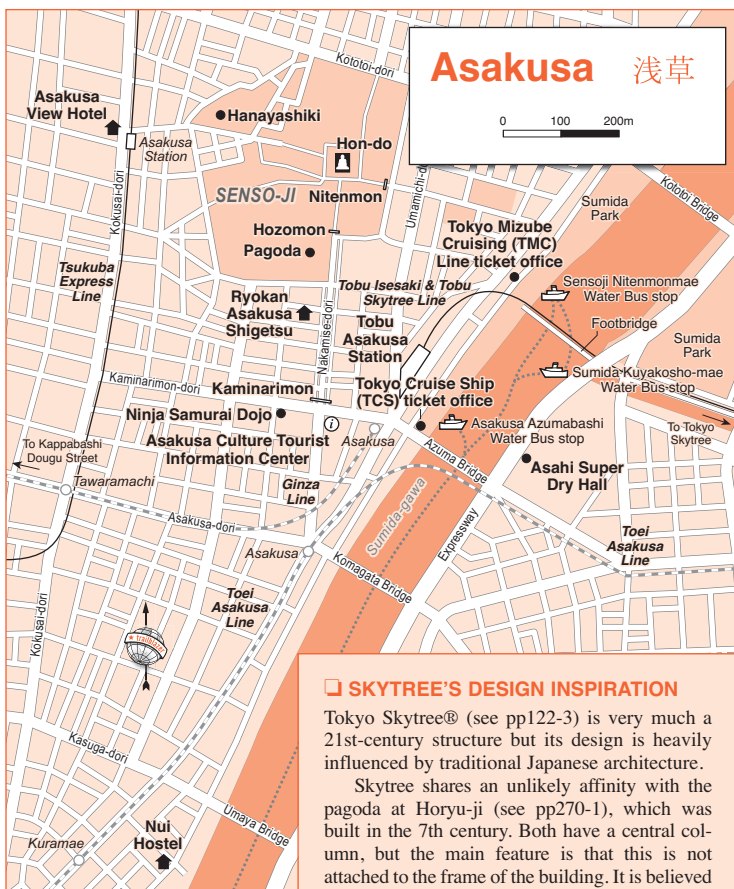 Asakusa 浅草
0 100 200m
Kototoi-dori
Asakusa
View Hotel
Hanayashiki
Asakusa
Station
Hon-do
SENSO-JI
Nitenmon
Umamichi-d
Kokusai-dori
Hozomon
Pagoda
Sumida
Park
Kototoi Bridge
Tokyo Mizube
Cruising (TMC)
Line ticket office
Tsukuba
Express
Line
Tobu Isesaki & Tobu
Skytree Line
Sensoji Nitenmonmae
Water Bus stop
Ryokan
Asakusa
Shigetsu
Nakamise-dori
Tobu
Asakusa
Station
Footbridge
Sumida
Park
Kaminarimon-dori
Kaminarimon
Tokyo Cruise Ship
(TCS) ticket office
Sumida Kuyakosho-mae
Water Bus stop
Ninja Samurai Dojo
i
Asakusa
Asakusa Azumabashi
Water Bus stop
To Tokyo
Skytree
Asakusa Culture Tourist
Information Center
To Kappabashi
Dougu Street
Azuma Bridge
Asahi Super
Dry Hall
Tawaramachi
Ginza
Line
Asakusa-dori
Sumida-gawa
Expressway
Toei
Asakusa
Line
Asakusa
Komagata Bridge
Toei
Asakusa
Line
Kokusai-dori
trailblazer
Kasuga-dori
Umaya Bridge
Kuramae
Nui
Hostel
❑ SKYTREE’S DESIGN INSPIRATION
Tokyo Skytree® (see pp122-3) is very much a
21st-century structure but its design is heavily
influenced by traditional Japanese architecture.
Skytree shares an unlikely affinity with the
pagoda at Horyu-ji (see pp270-1), which was
built in the 7th century. Both have a central col-
umn, but the main feature is that this is not
attached to the frame of the building. It is believed